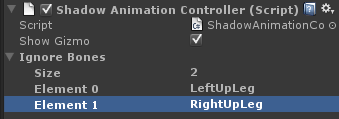 Shadow Animation Controller (Script)
Script ShadowAnimationCo
Show Gizmo
Ignore Bones
Size 2
Element 0 LeftUpLeg
Element 1 RightUpLeg